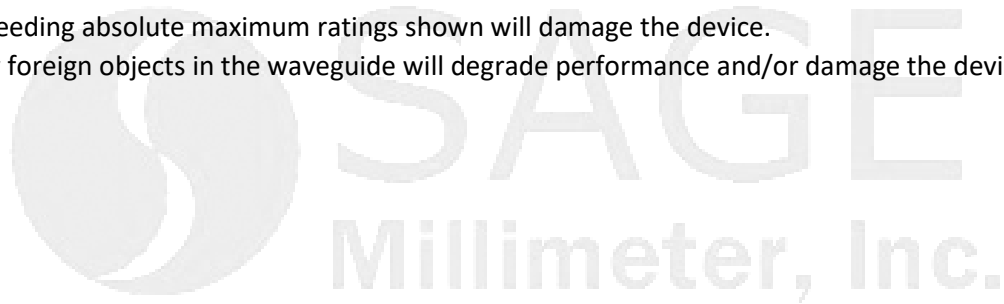 eeding absolute maximum ratings shown will damage the device.
foreign objects in the waveguide will degrade performance and/or damage the devi
SAGE
Millimeter, Inc.